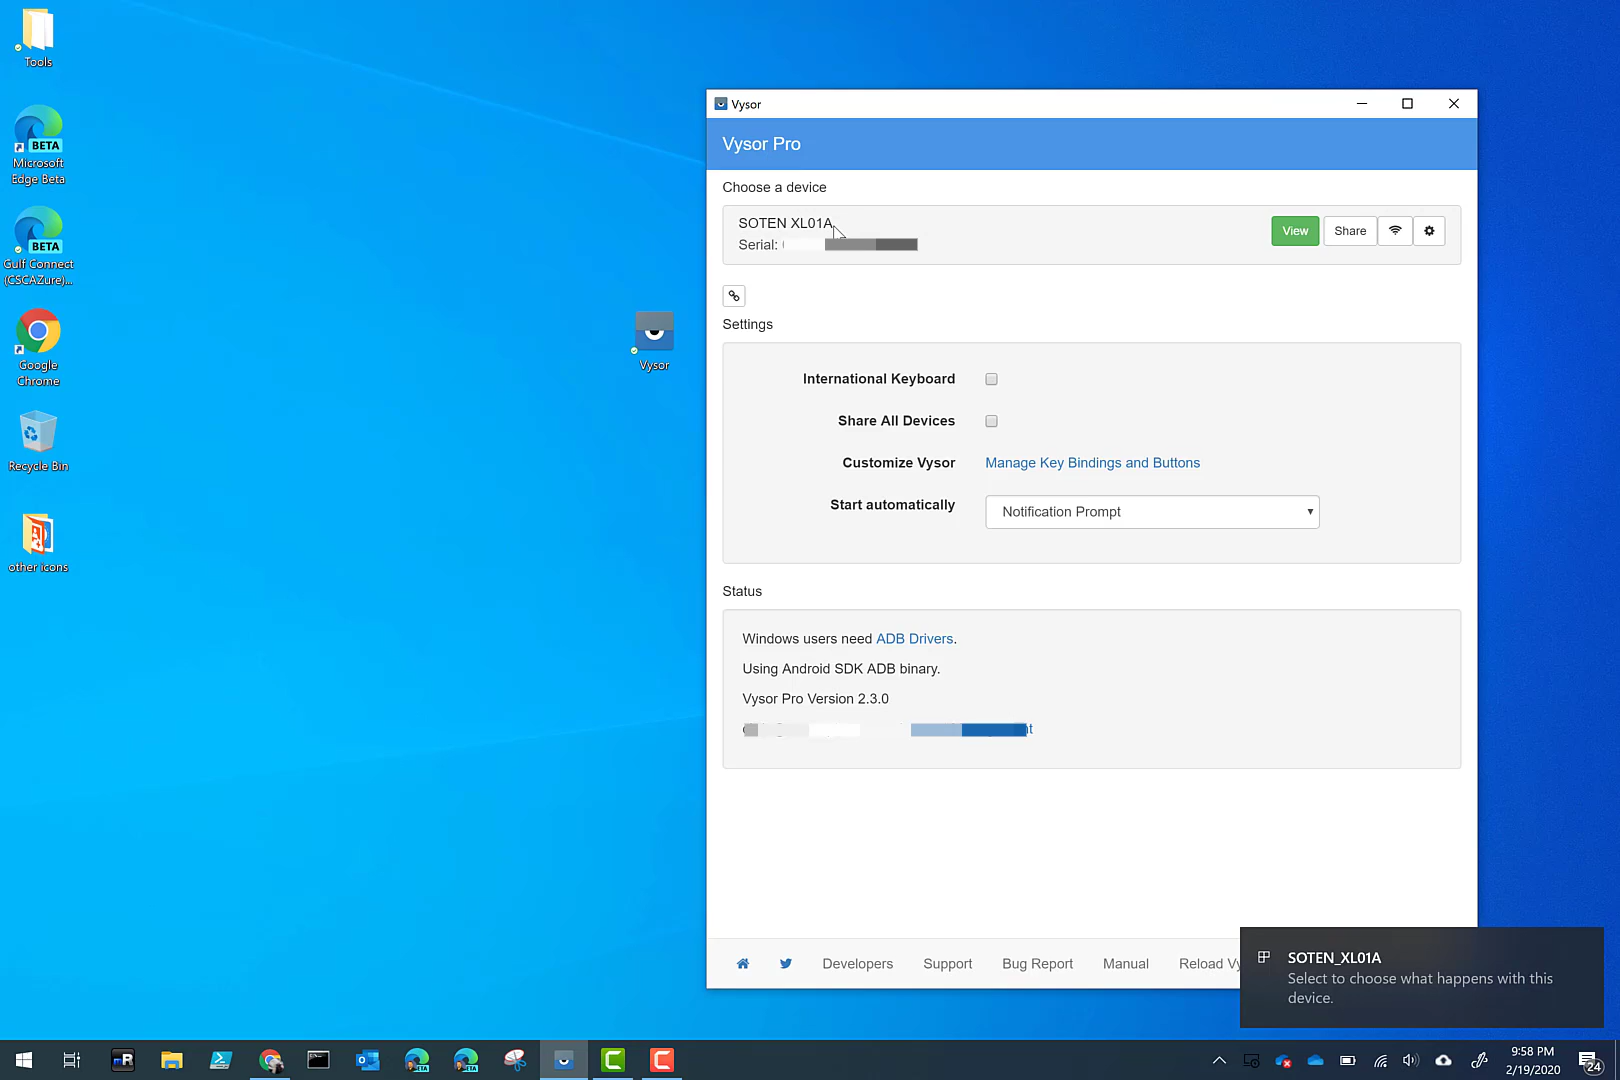 Tools
BETA
Microsoft
Edge Beta
BETA
Gulf Connect
(CSCAZure)...
Google
Chrome
Recycle Bin
other icons
Vysor
Vysor
Vysor Pro
Choose a device
SOTEN XL01A
Serial:
View
Share
Settings
International Keyboard
Share All Devices
Customize Vysor
Manage Key Bindings and Buttons
Start automatically
Notification Prompt
Status
Windows users need ADB Drivers.
Using Android SDK ADB binary.
Vysor Pro Version 2.3.0
Developers
Support
Bug Report
Manual
Reload Vy
SOTEN_XL01A
Select to choose what happens with this
device.
R
BETA
BETA
9:58 PM
2/19/2020
24